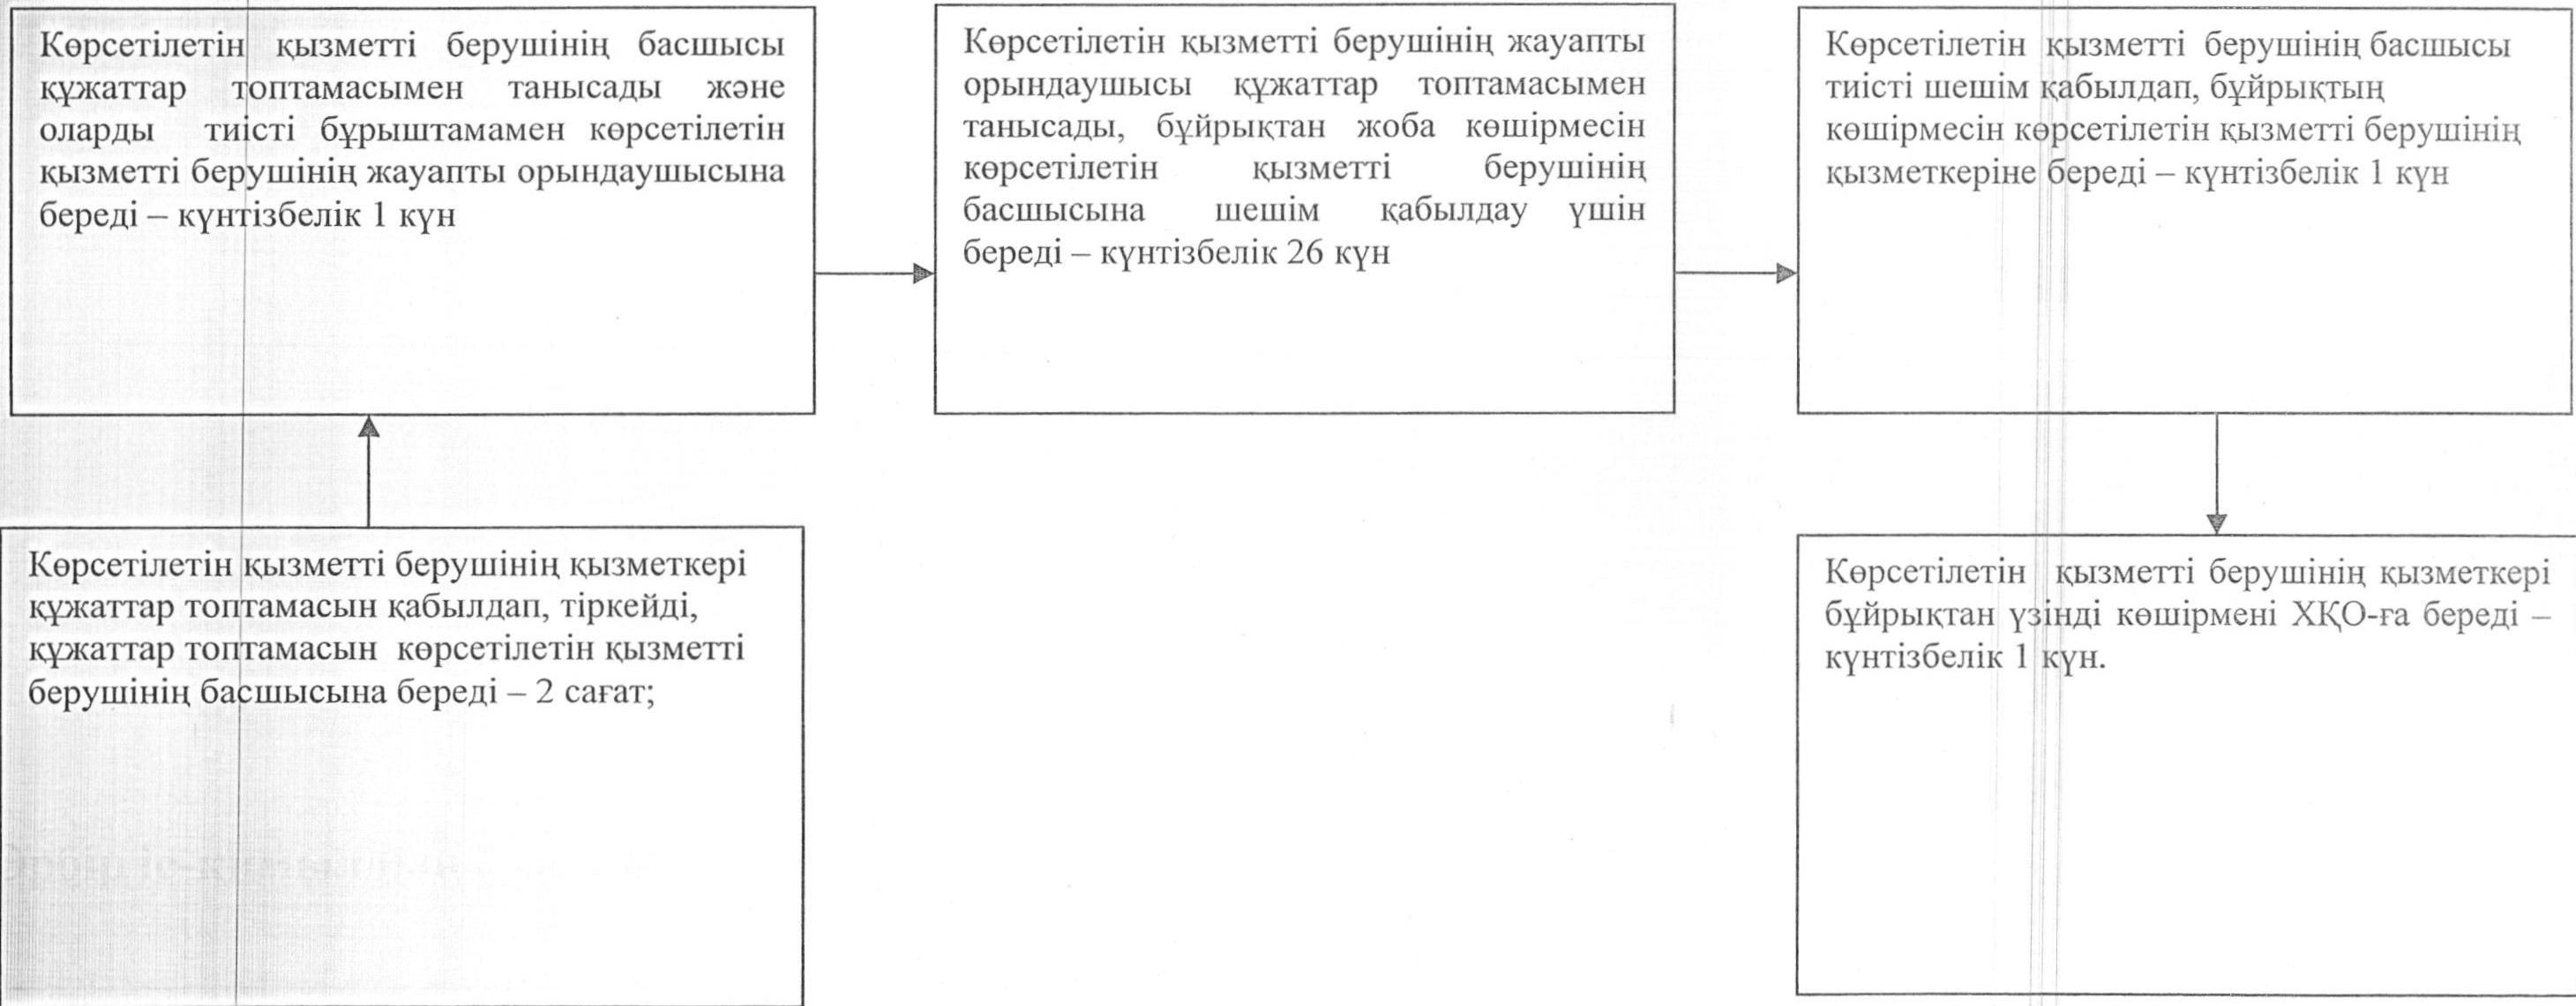 Көрсетілетін қызметті берушінің басшысы
құжаттар топтамасымен танысады және
оларды тиісті бұрыштамамен көрсетілетін
қызметті берушінің жауапты орындаушысына
береді – күнтізбелік 1 күн
Көрсетілетін қызметті берушінің жауапты
орындаушысы құжаттар топтамасымен
танысады, бұйрықтан жоба көшірмесін
көрсетілетін қызметті берушінің
басшысына шешім қабылдау үшін
береді – күнтізбелік 26 күн
Көрсетілетін қызметті берушінің басшысы
тиісті шешім қабылдап, бұйрықтың
көшірмесін көрсетілетін қызметті берушінің
қызметкеріне береді – күнтізбелік 1 күн
Көрсетілетін қызметті берушінің қызметкері
құжаттар топтамасын қабылдап, тіркейді,
құжаттар топтамасын көрсетілетін қызметті
берушінің басшысына береді – 2 сағат;
Көрсетілетін қызметті берушінің қызметкері
бұйрықтан үзінді көшірмені ХҚО-ға береді –
күнтізбелік 1 күн.